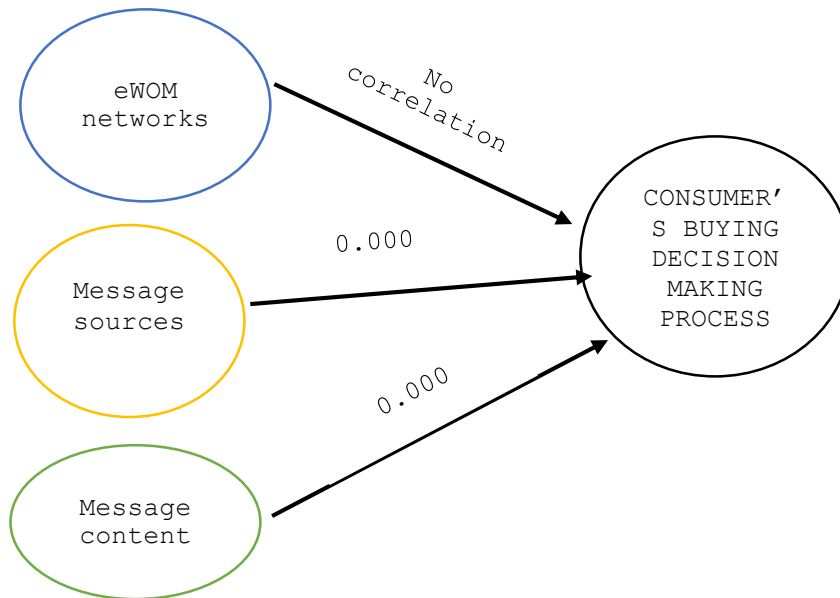 eWOM
networks
No
correlation
CONSUMER’
S BUYING
DECISION
MAKING
PROCESS
0.000
Message
sources
0.000
Message
content